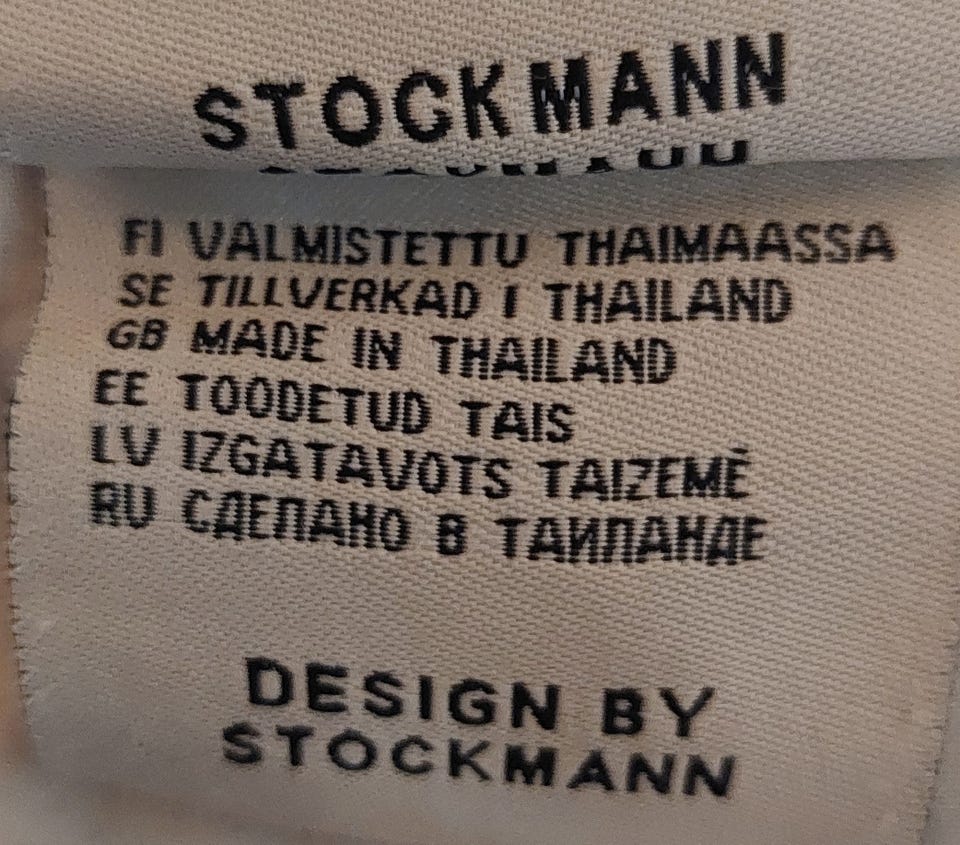 STOCKMANN
FI VALMISTETTU THAIMAASSA
SE TILLVERKAD I THAILAND
GB MADE IN THAILAND
EE TOODETUD TAIS
LV IZGATAVOTS TAIZEMĒ
RU СДЕЛАНО В ТАИЛАНДЕ
DESIGN BY
STOCKMANN